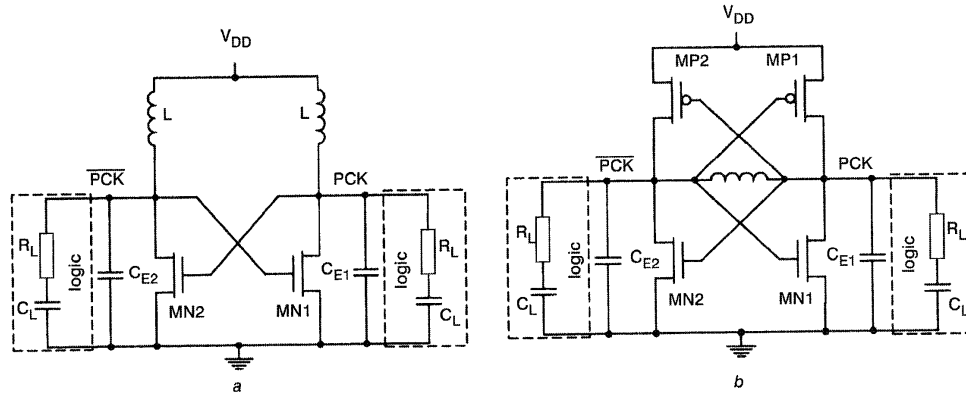 V_DD
L
L
PCK̅
PCK
R_L
logic
C_E2
C_L
MN2
MN1
C_E1
logic
R_L
C_L
a
V_DD
MP2
MP1
PCK̅
PCK
R_L
logic
C_E2
C_L
MN2
MN1
C_E1
logic
R_L
C_L
b